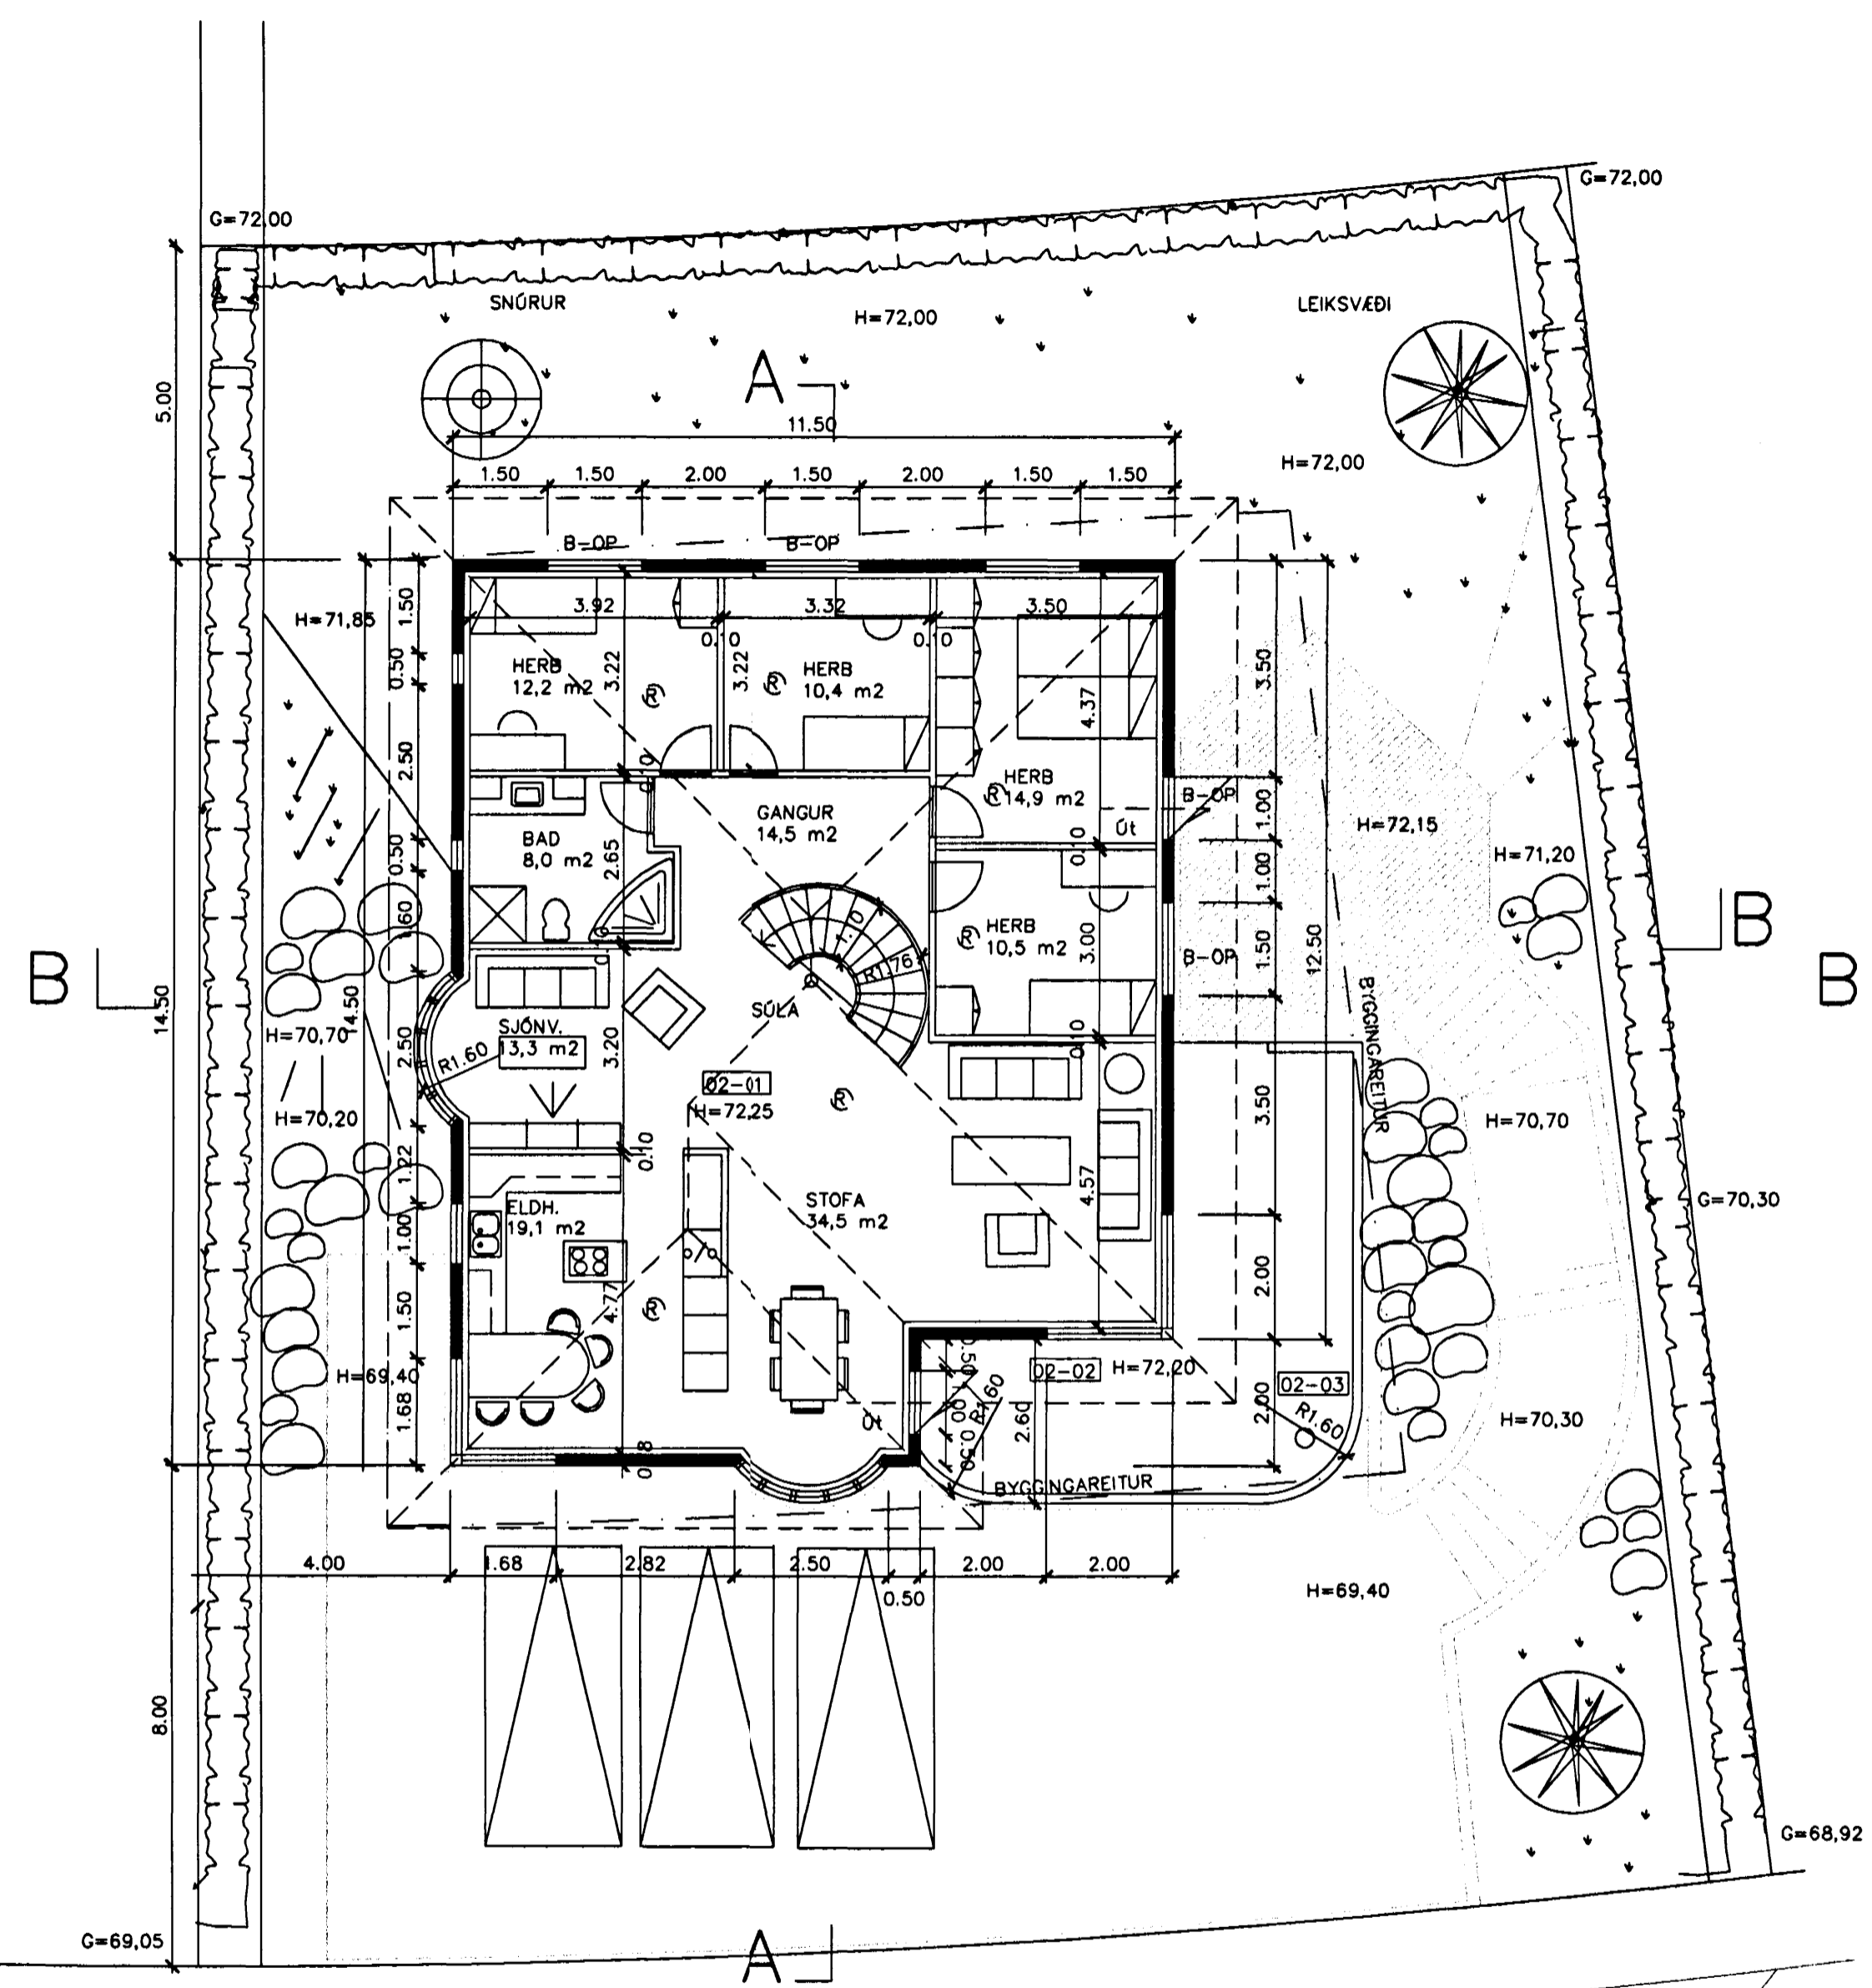 G=72,00
G=72,00
SNÚRUR
LEIKSVÆÐI
H=72,00
5.00
A
11.50
H=72,00
1.50 1.50 2.00 1.50 2.00 1.50 1.50
B-OP
B-OP
H=71,85
1.50
3.92
3.32
3.50
0.10
0.10
0.50
HERB
12,2 m2
3.22
3.22
HERB
10,4 m2
4.37
3.50
2.50
HERB
14,9 m2
B-OP
1.00
GANGUR
14,5 m2
Út
H=72,15
BAD
8,0 m2
2.65
0.10
0.50
1.00
H=71,20
B
B
B
HERB
10,5 m2
3.00
B-OP
1.50
12.50
1.10
R1.76
SÚLA
14.50
14.50
H=70,70
SJÓNV.
13,3 m2
R1.60
2.50
3.20
0.10
BYGGINGAREITUR
02-01
H=72,25
H=70,20
H=70,70
3.50
1.22
0.10
ELDH.
19,1 m2
STOFA
34,5 m2
4.57
G=70,30
1.00
4.77
1.50
2.00
H=69,40
02-02
H=72,20
02-03
1.68
Út
0.50
R1.60
2.60
2.00
R1.60
H=70,30
BYGGINGAREITUR
4.00 1.68 2.82 2.50 2.00 2.00
0.50
H=69,40
8.00
G=68,92
G=69,05
A